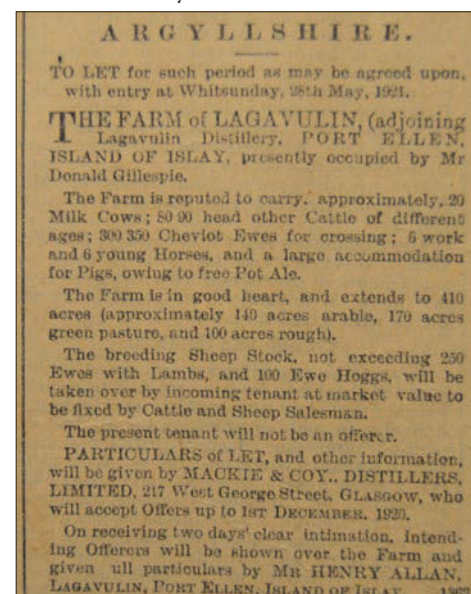 ARGYLLSHIRE.
TO LET for such period as may be agreed upon,
with entry at Whitsunday, 28th May, 1921.
THE FARM of LAGAVULIN, (adjoining
Lagavulin Distillery, PORT ELLEN,
ISLAND OF ISLAY, presently occupied by Mr
Donald Gillespie.
The Farm is reputed to carry, approximately, 20
Milk Cows; 80 90 head other Cattle of different
ages; 300 350 Cheviot Ewes for crossing; 6 work
and 6 young Horses, and a large accommodation
for Pigs, owing to free Pot Ale.
The Farm is in good heart, and extends to 410
acres (approximately 140 acres arable, 170 acres
green pasture, and 100 acres rough).
The breeding Sheep Stock, not exceeding 250
Ewes with Lambs, and 100 Ewe Hoggs, will be
taken over by incoming tenant at market value to
be fixed by Cattle and Sheep Salesman.
The present tenant will not be an offerer.
PARTICULARS of LET, and other information,
will be given by MACKIE & COY., DISTILLERS,
LIMITED, 217 West George Street, GLASGOW, who
will accept Offers up to 1ST DECEMBER, 1920.
On receiving two days' clear intimation, intend-
ing Offerers will be shown over the Farm and
given ull particulars by MR HENRY ALLAN,
LAGAVULIN, PORT ELLEN, ISLAND OF ISLAY